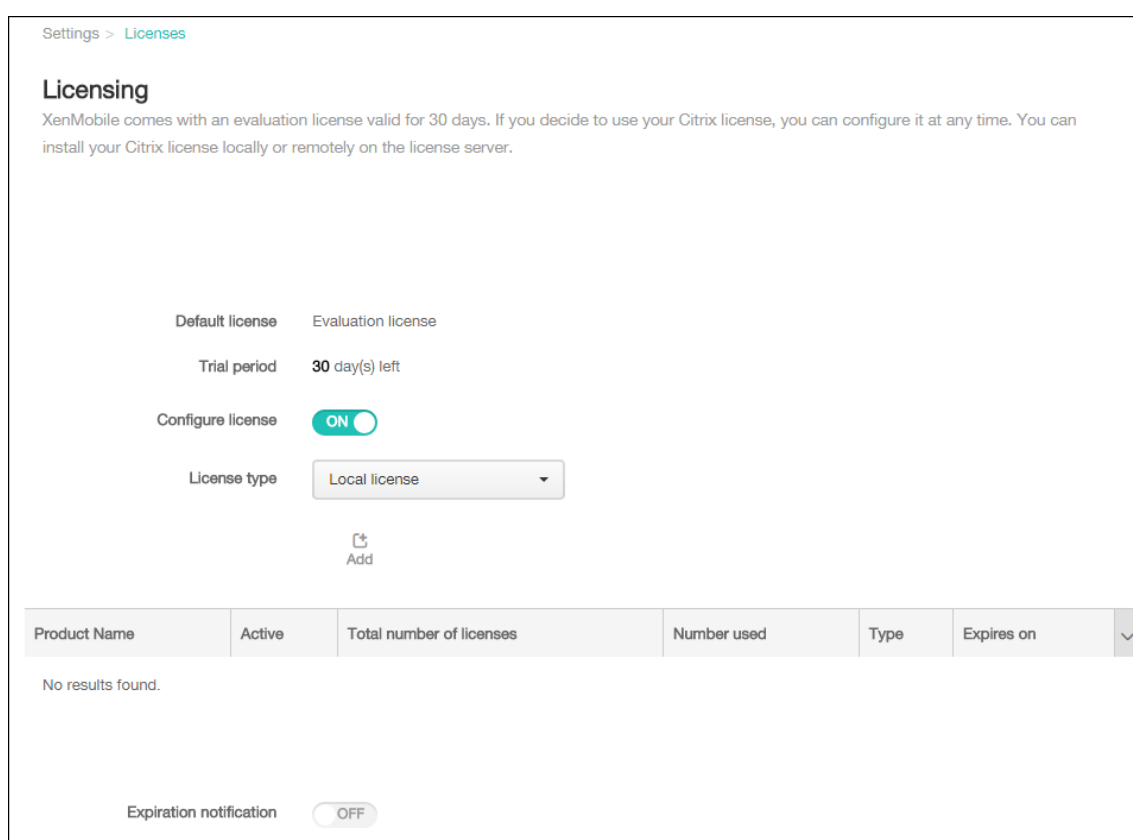 Settings > Licenses
Licensing
XenMobile comes with an evaluation license valid for 30 days. If you decide to use your Citrix license, you can configure it at any time. You can
install your Citrix license locally or remotely on the license server.
Default license Evaluation license
Trial period 30 day(s) left
Configure license ON
License type Local license
Add
Product Name Active Total number of licenses Number used Type Expires on
No results found.
Expiration notification OFF